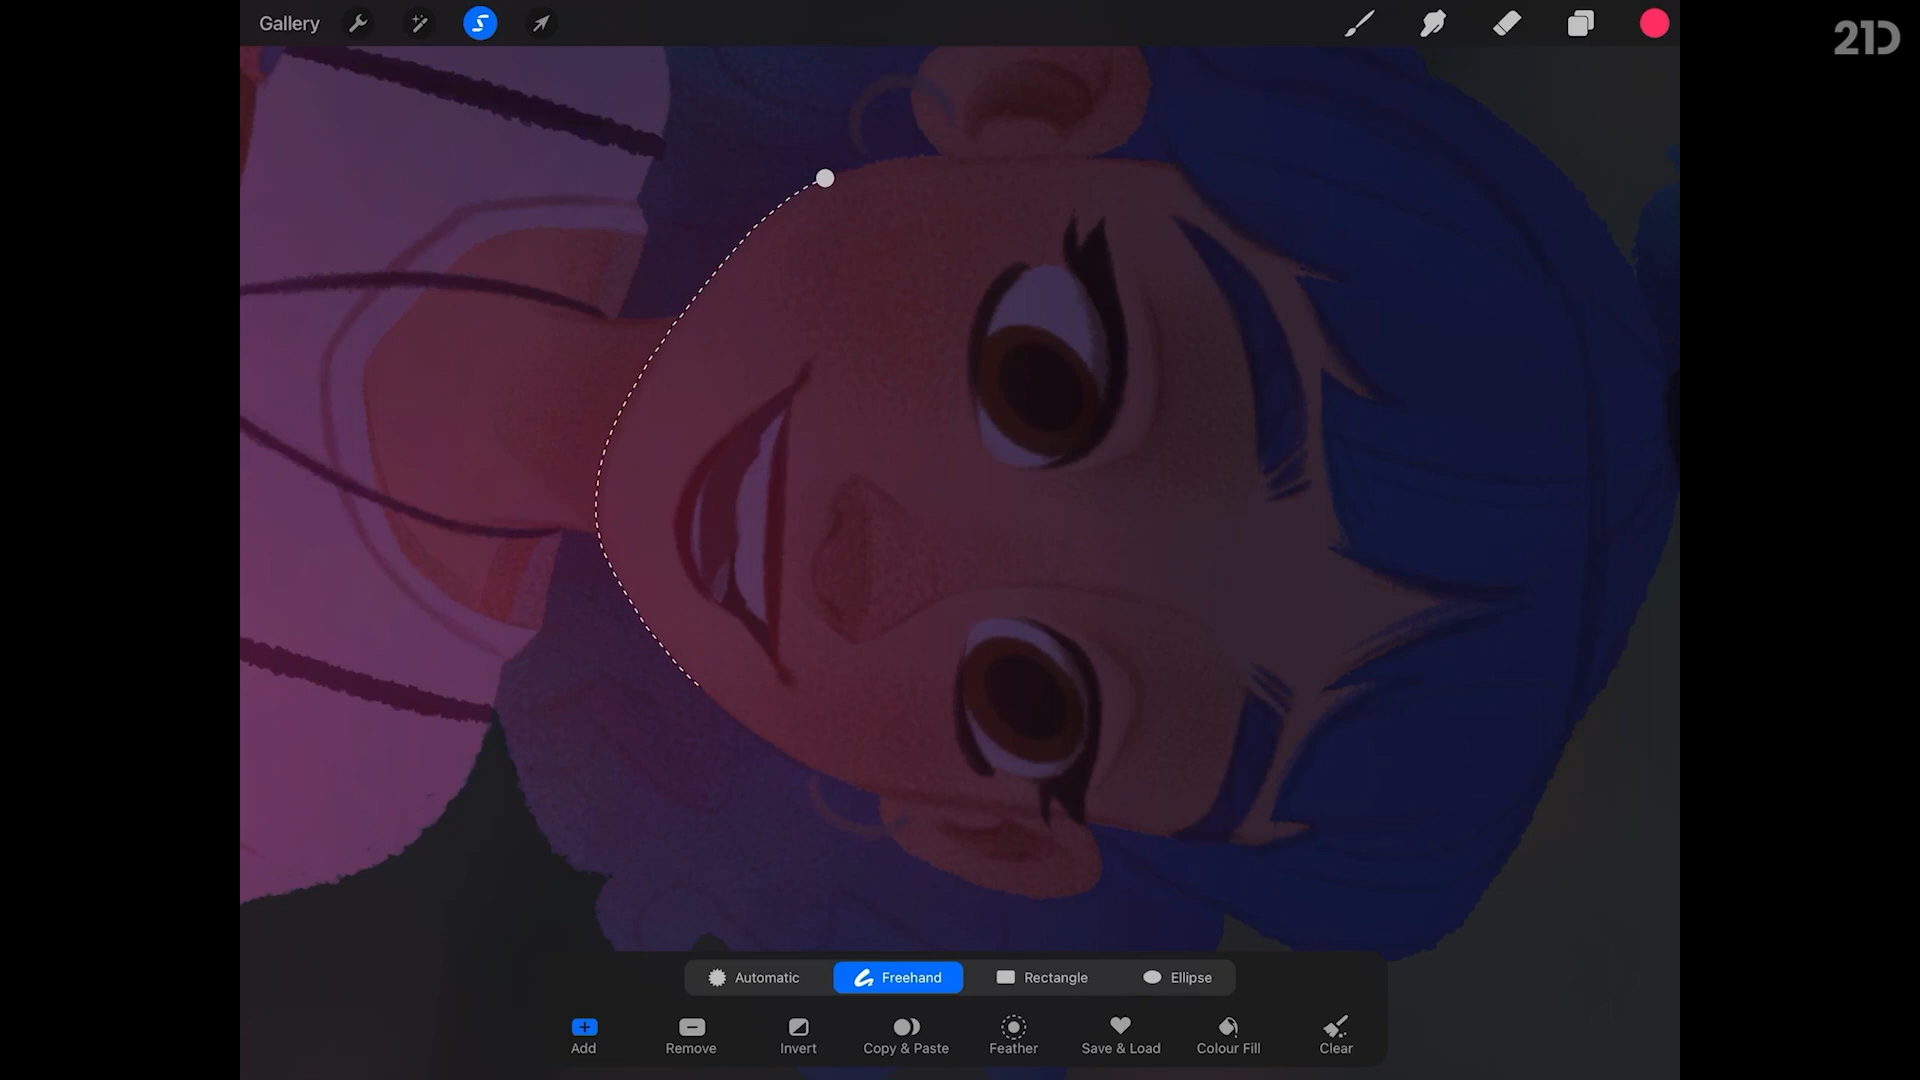 Gallery
21D
Automatic Freehand Rectangle Ellipse
Add Remove Invert Copy & Paste Feather Save & Load Colour Fill Clear